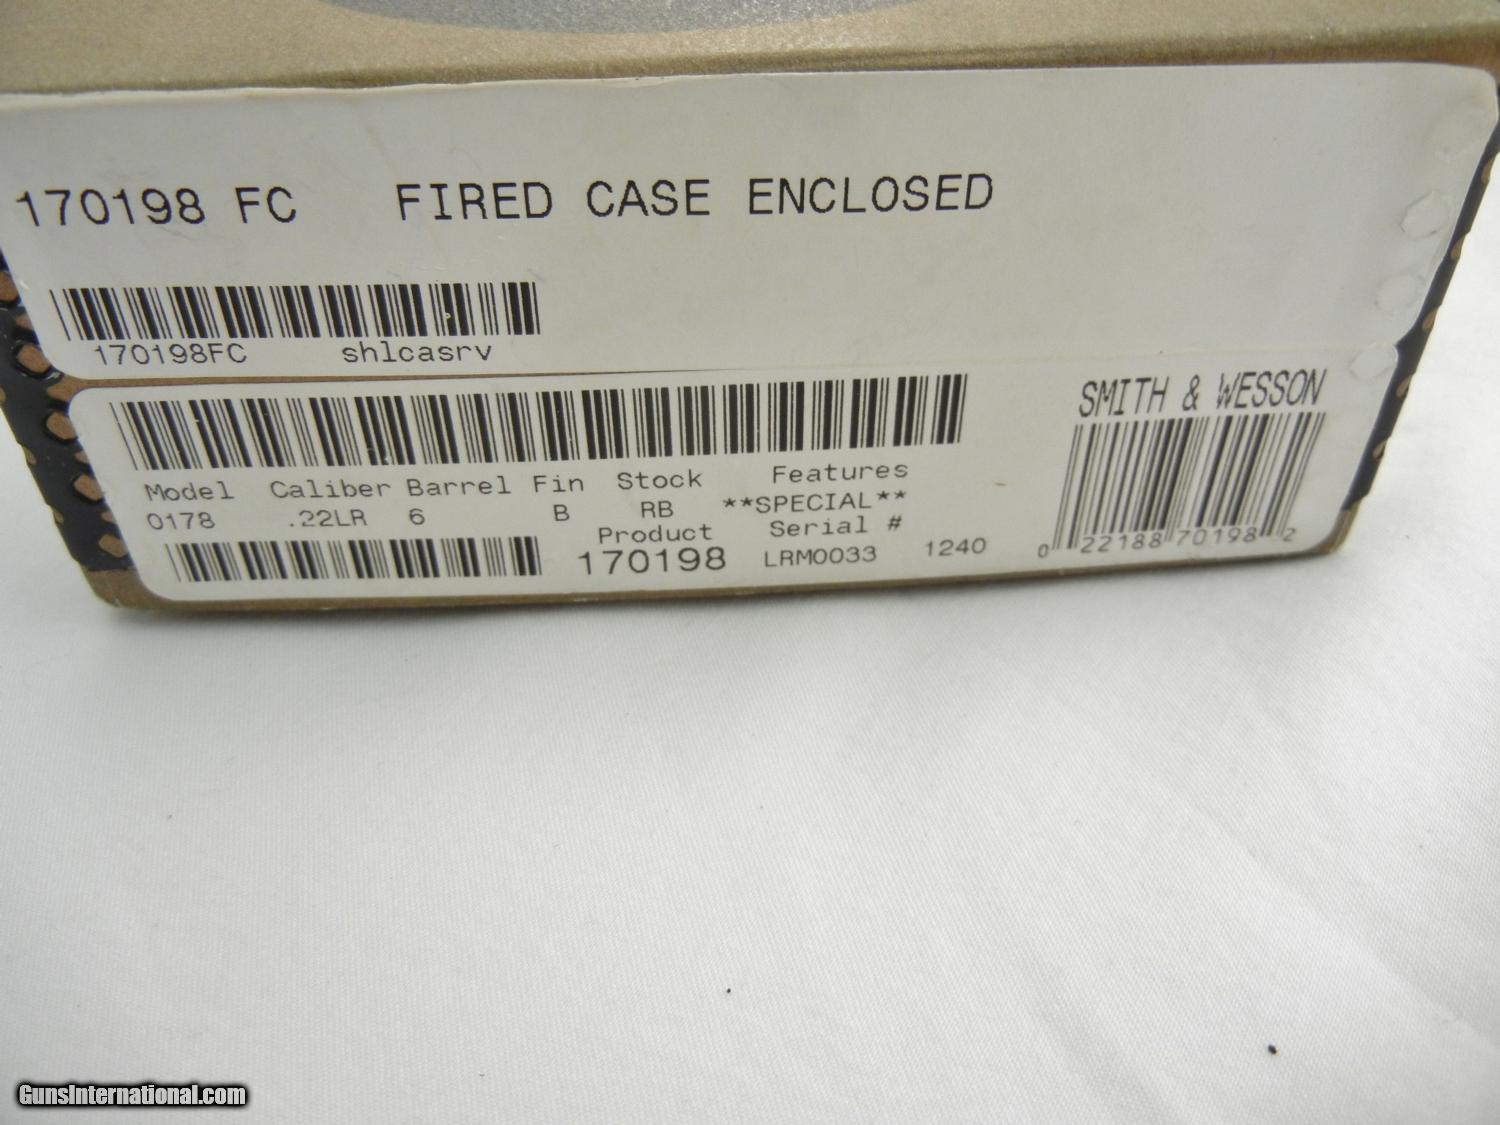 170198 FC FIRED CASE ENCLOSED
170198FC shlcasrv
SMITH & WESSON
Model Caliber Barrel Fin Stock Features
0178 .22LR 6 B RB **SPECIAL**
Product Serial #
170198 LRM0033 1240
0 22188 70198 2
GunsInternational.com